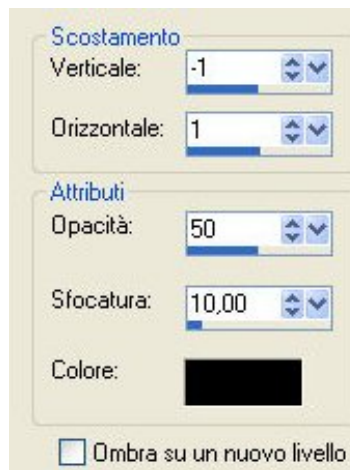 Scostamento
Verticale: -1
Orizzontale: 1
Attributi
Opacità: 50
Sfocatura: 10,00
Colore:
Ombra su un nuovo livello